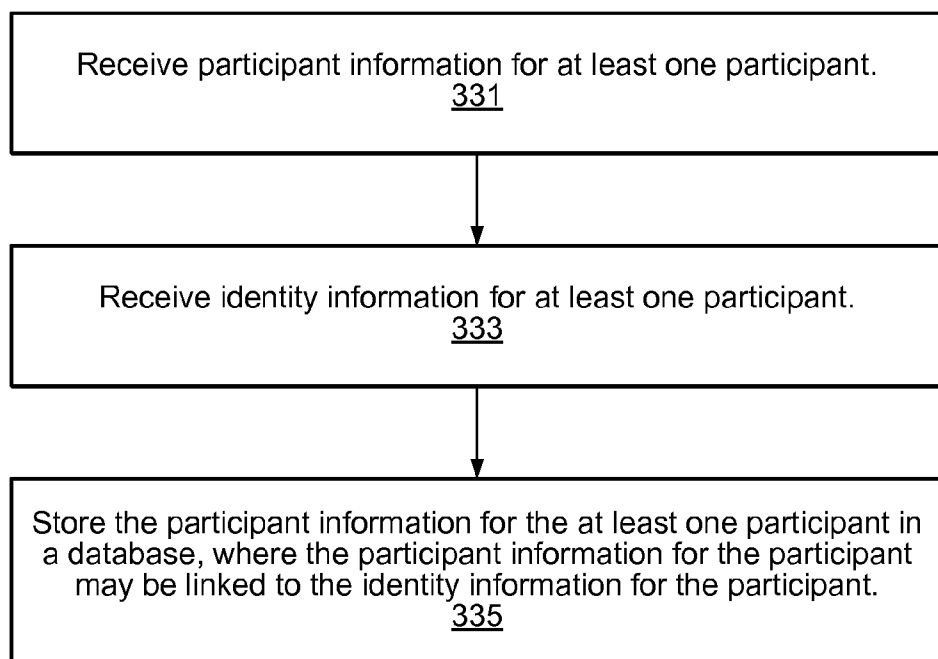 Receive participant information for at least one participant.
331
Receive identity information for at least one participant.
333
Store the participant information for the at least one participant in
a database, where the participant information for the participant
may be linked to the identity information for the participant.
335